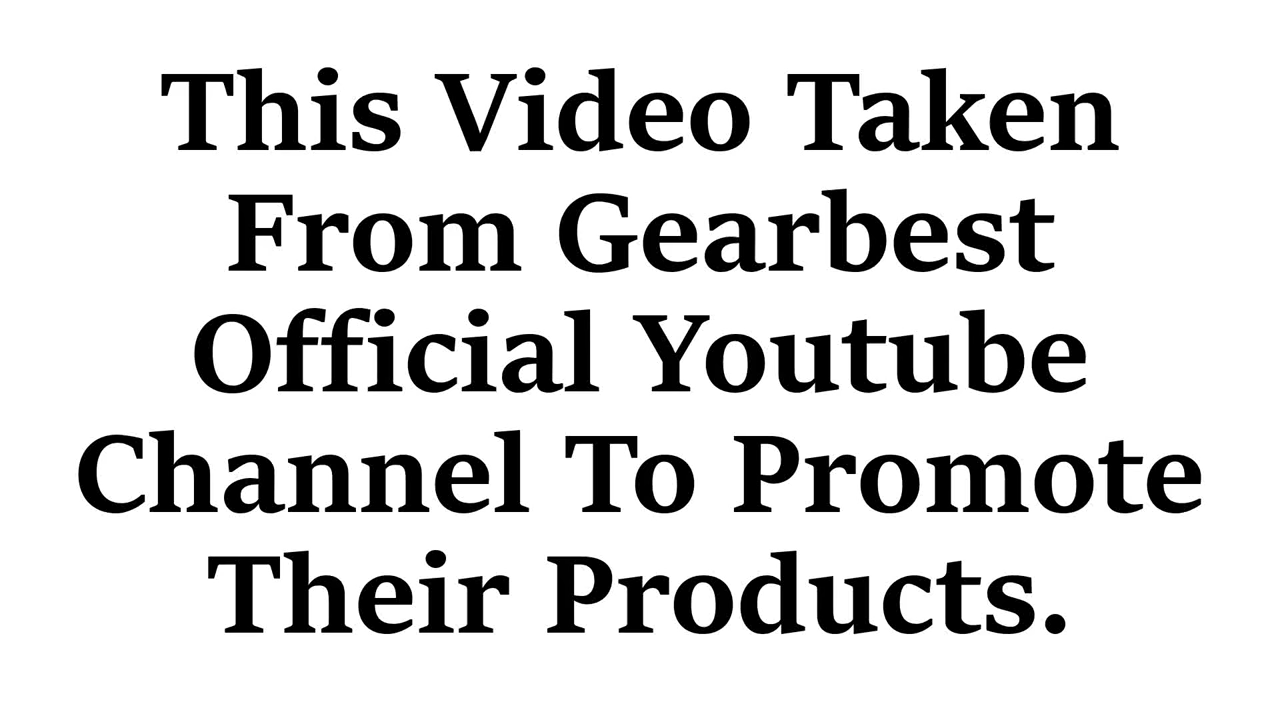 This Video Taken
From Gearbest
Official Youtube
Channel To Promote
Their Products.